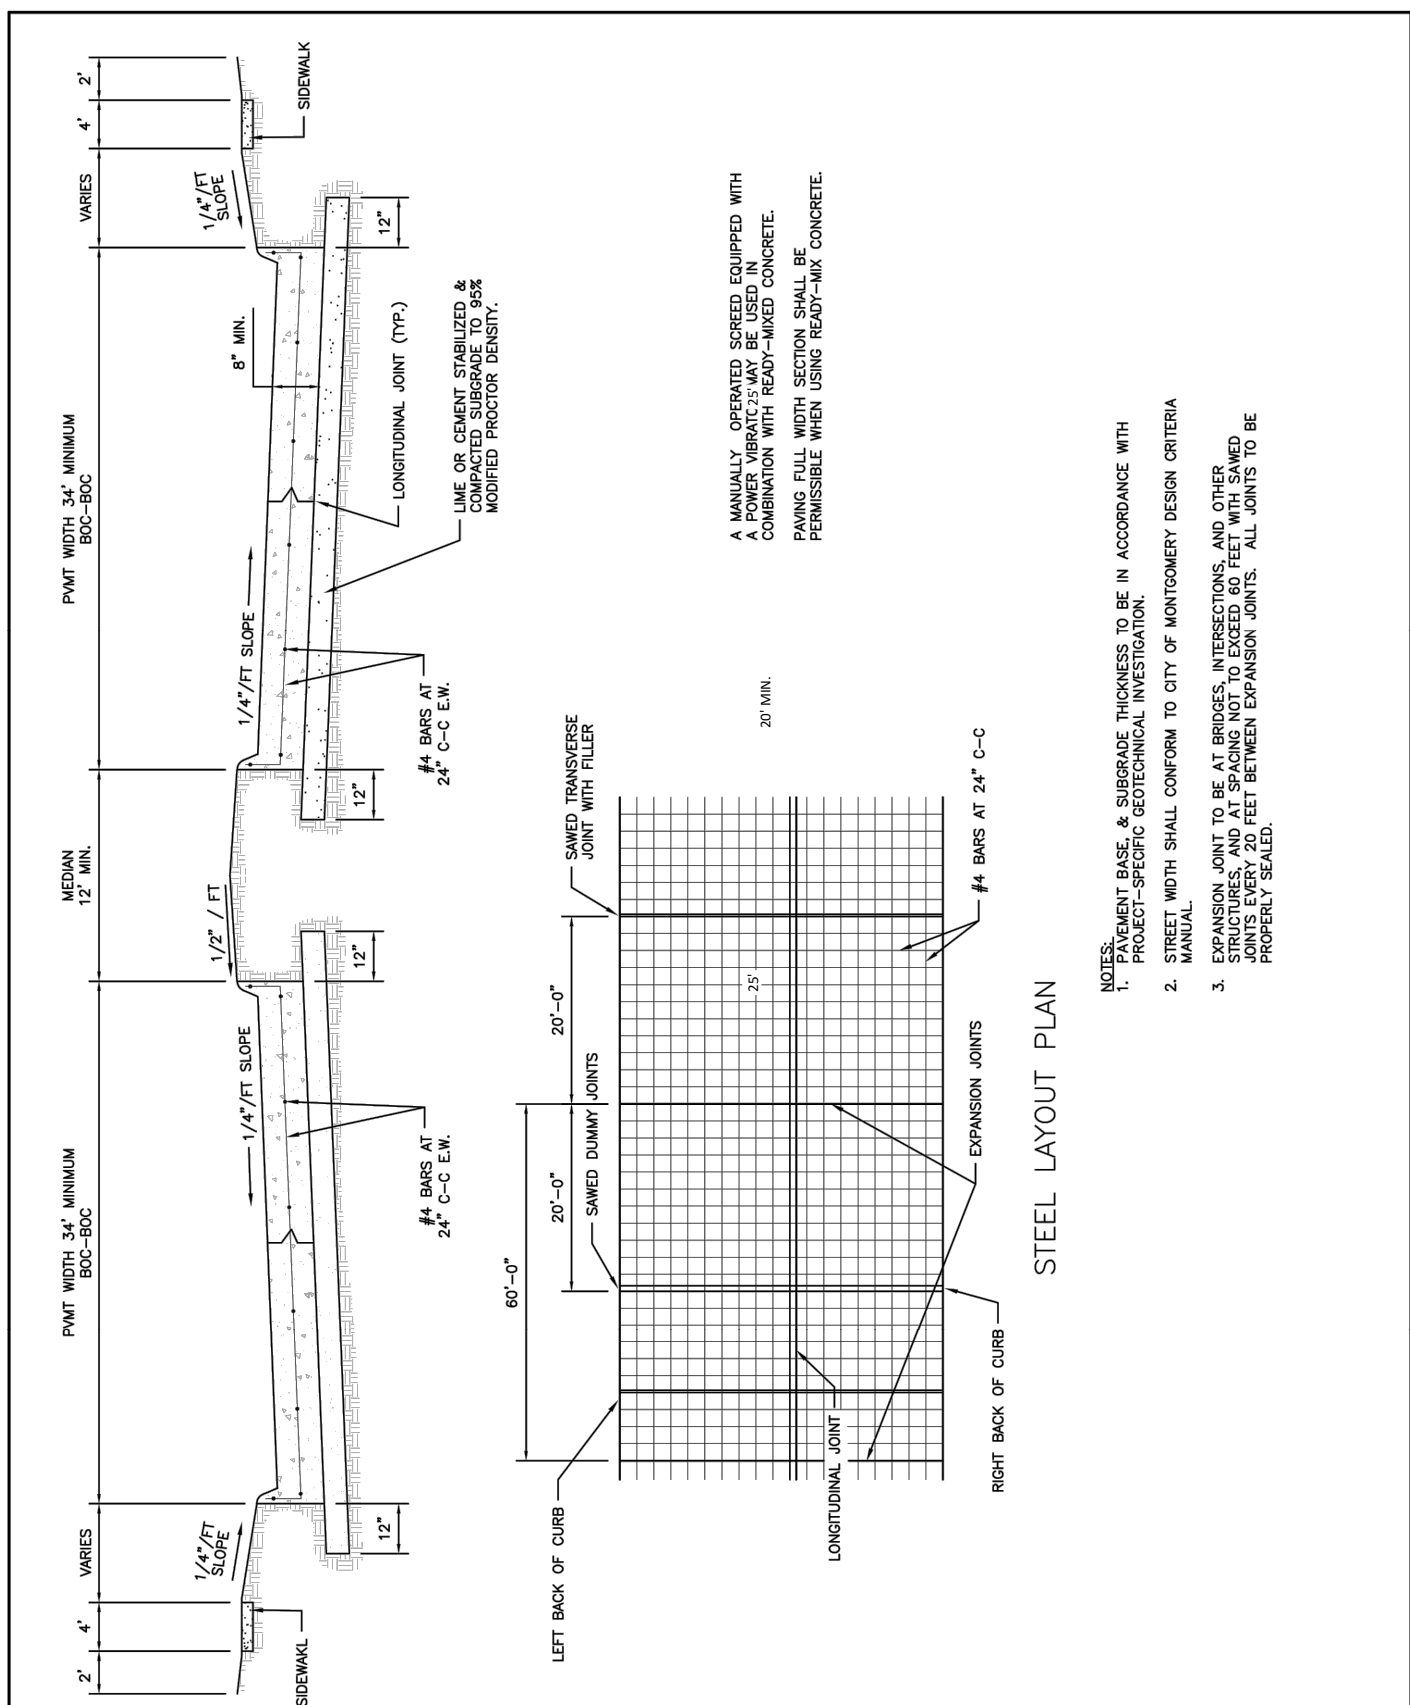 2'
4'
VARIES
PVMT WIDTH 34' MINIMUM
BOC-BOC
MEDIAN
12' MIN.
PVMT WIDTH 34' MINIMUM
BOC-BOC
VARIES
4'
2'
1/4"/FT
SLOPE
1/4"/FT SLOPE
1/2" / FT
1/4"/FT SLOPE
8" MIN.
1/4"/FT
SLOPE
SIDEWAKL
12"
#4 BARS AT
24" C-C E.W.
12"
12"
#4 BARS AT
24" C-C E.W.
LONGITUDINAL JOINT (TYP.)
LIME OR CEMENT STABILIZED &
COMPACTED SUBGRADE TO 95%
MODIFIED PROCTOR DENSITY.
12"
SIDEWALK
60'-0"
20'-0"
20'-0"
LEFT BACK OF CURB
SAWED DUMMY JOINTS
SAWED TRANSVERSE
JOINT WITH FILLER
25'
20' MIN.
LONGITUDINAL JOINT
RIGHT BACK OF CURB
EXPANSION JOINTS
#4 BARS AT 24" C-C
STEEL LAYOUT PLAN
A MANUALLY OPERATED SCREED EQUIPPED WITH
A POWER VIBRATC 25' MAY BE USED IN
COMBINATION WITH READY-MIXED CONCRETE.
PAVING FULL WIDTH SECTION SHALL BE
PERMISSIBLE WHEN USING READY-MIX CONCRETE.
NOTES:
1. PAVEMENT BASE, & SUBGRADE THICKNESS TO BE IN ACCORDANCE WITH
PROJECT-SPECIFIC GEOTECHNICAL INVESTIGATION.
2. STREET WIDTH SHALL CONFORM TO CITY OF MONTGOMERY DESIGN CRITERIA
MANUAL.
3. EXPANSION JOINT TO BE AT BRIDGES, INTERSECTIONS, AND OTHER
STRUCTURES, AND AT SPACING NOT TO EXCEED 60 FEET WITH SAWED
JOINTS EVERY 20 FEET BETWEEN EXPANSION JOINTS. ALL JOINTS TO BE
PROPERLY SEALED.